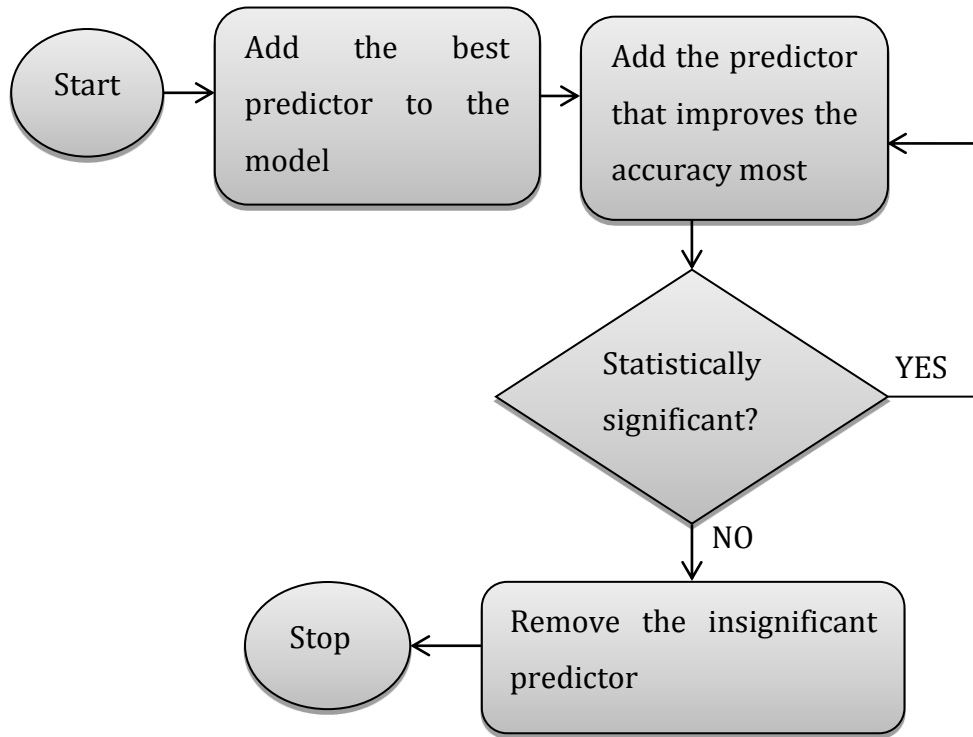 Start
Add the best
predictor to the
model
Add the predictor
that improves the
accuracy most
Statistically
significant?
YES
NO
Remove the insignificant
predictor
Stop